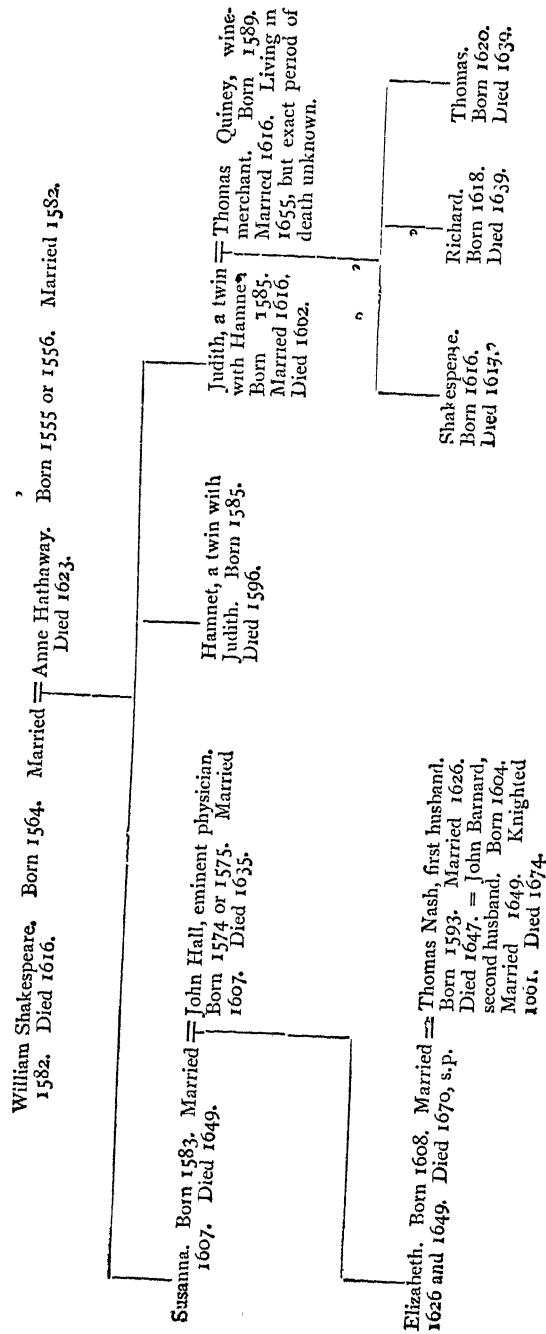 William Shakespeare. Born 1564. Married = Anne Hathaway. Born 1555 or 1556. Married 1582.
1582. Died 1616.
Died 1623.
Susanna. Born 1583. Married = John Hall, eminent physician.
1607. Died 1649.
Born 1574 or 1575. Married
1607. Died 1635.
Hamnet, a twin with
Judith. Born 1585.
Died 1596.
Judith, a twin
with Hamnet
Born 1585.
Married 1616.
Died 1602.
= Thomas Quiney, wine-
merchant. Born 1589.
Married 1616. Living in
1655, but exact period of
death unknown.
Elizabeth. Born 1608. Married
1626 and 1649. Died 1670, s.p.
= Thomas Nash, first husband.
Born 1593. Married 1626.
Died 1647. = John Barnard,
second husband. Born 1604.
Married 1649. Knighted
1661. Died 1674.
Shakespeare.
Born 1616.
Died 1617.
Richard.
Born 1618.
Died 1639.
Thomas.
Born 1620.
Died 1639.